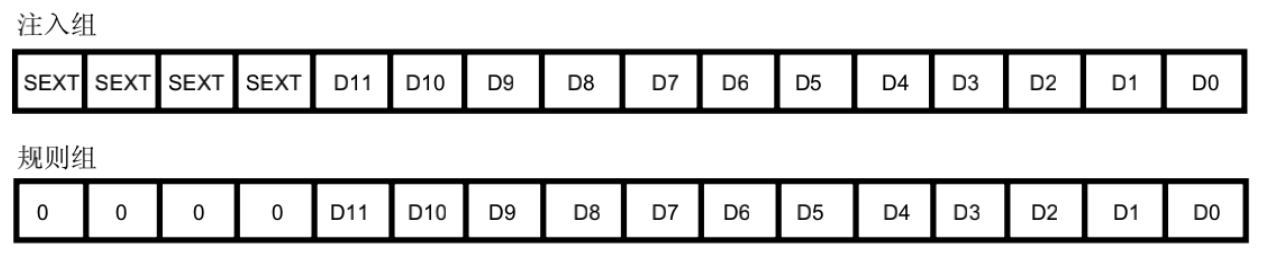 注入组
SEXT SEXT SEXT SEXT D11 D10 D9 D8 D7 D6 D5 D4 D3 D2 D1 D0
规则组
0 0 0 0 D11 D10 D9 D8 D7 D6 D5 D4 D3 D2 D1 D0